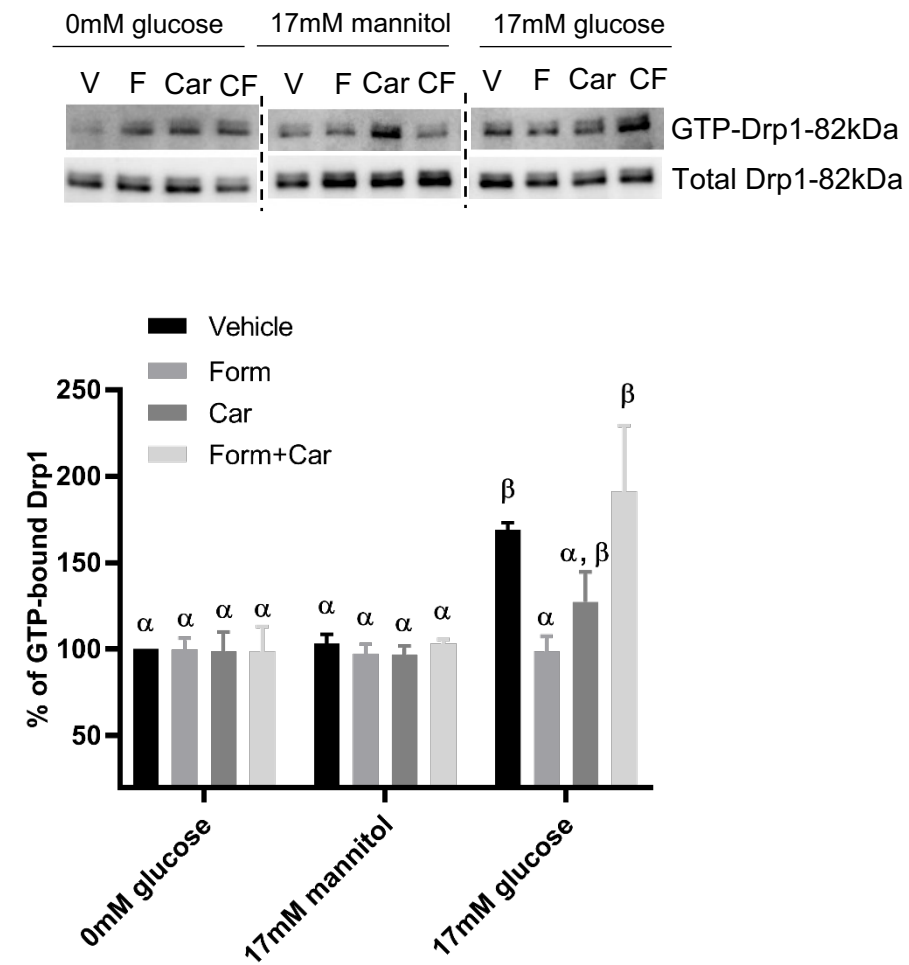 0mM glucose 17mM mannitol 17mM glucose
V F Car CF V F Car CF V F Car CF
GTP-Drp1-82kDa
Total Drp1-82kDa
Vehicle
Form
Car
Form+Car
% of GTP-bound Drp1
250
200
150
100
50
α α α α α α α α β α α, β β
0mM glucose
17mM mannitol
17mM glucose